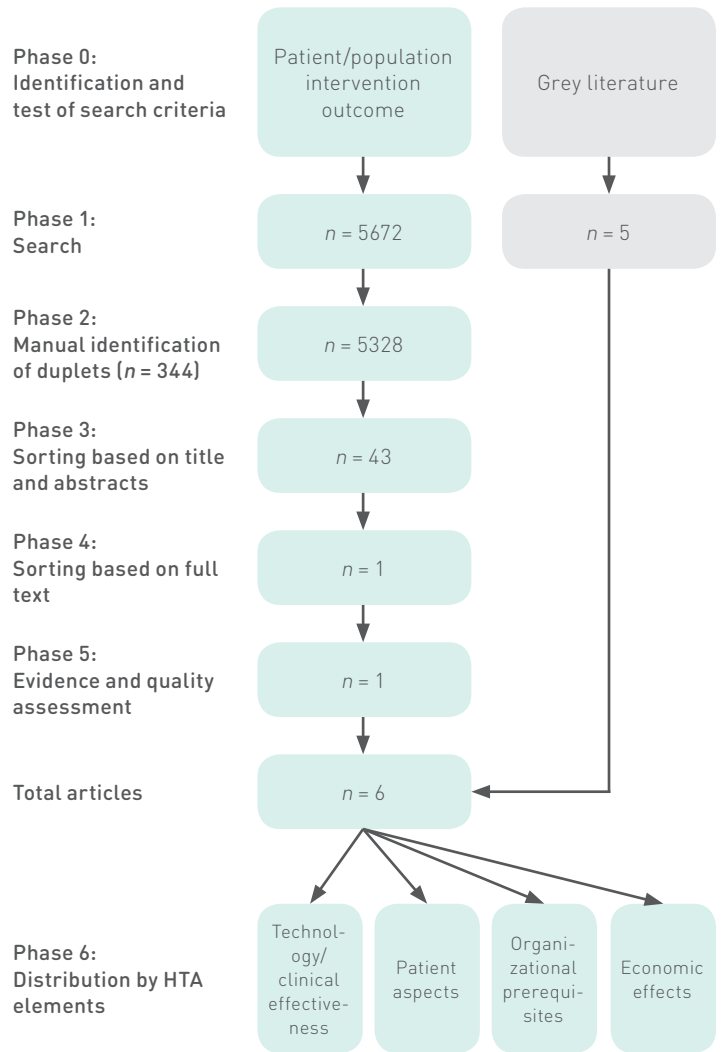 Phase 0:
Identification and
test of search criteria
Patient/population
intervention
outcome
Grey literature
Phase 1:
Search
n = 5672
n = 5
Phase 2:
Manual identification
of duplets (n = 344)
n = 5328
Phase 3:
Sorting based on title
and abstracts
n = 43
Phase 4:
Sorting based on full
text
n = 1
Phase 5:
Evidence and quality
assessment
n = 1
Total articles
n = 6
Phase 6:
Distribution by HTA
elements
Technol-
ogy/
clinical
effective-
ness
Patient
aspects
Organi-
zational
prerequi-
sites
Economic
effects